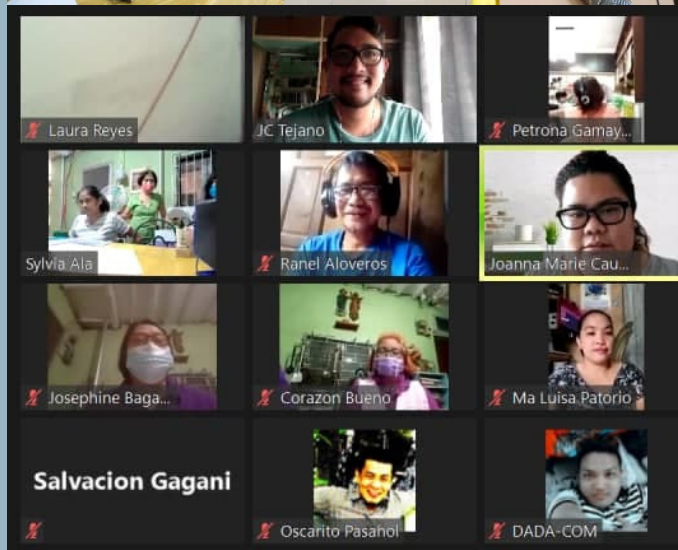 Laura Reyes
JC Tejano
Petrona Gamay...
Sylvia Ala
Ranel Aloveros
Joanna Marie Cau...
Josephine Baga...
Corazon Bueno
Ma Luisa Patorio
Salvacion Gagani
Oscarito Pasahol
DADA-COM